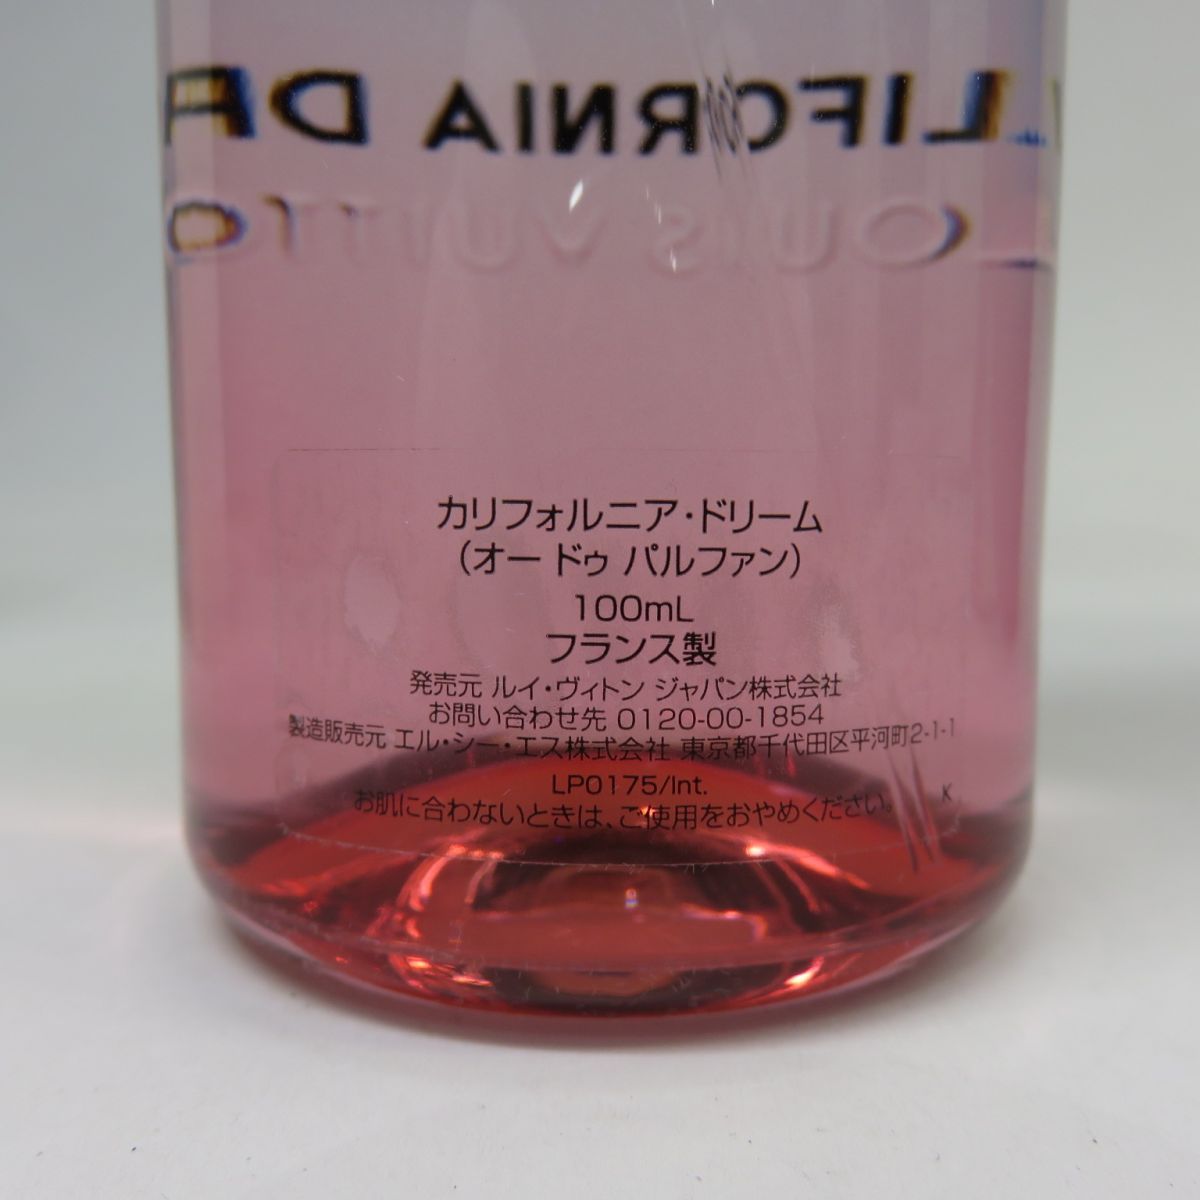 LIFORNIA DR
LOUIS VUITTO
カリフォルニア・ドリーム
(オー ドゥ パルファン)
100mL
フランス製
発売元 ルイ・ヴィトン ジャパン株式会社
お問い合わせ先 0120-00-1854
製造販売元 エル・シー・エス株式会社 東京都千代田区平河町2-1-1
LP0175/Int.
お肌に合わないときは、ご使用をおやめください。 K